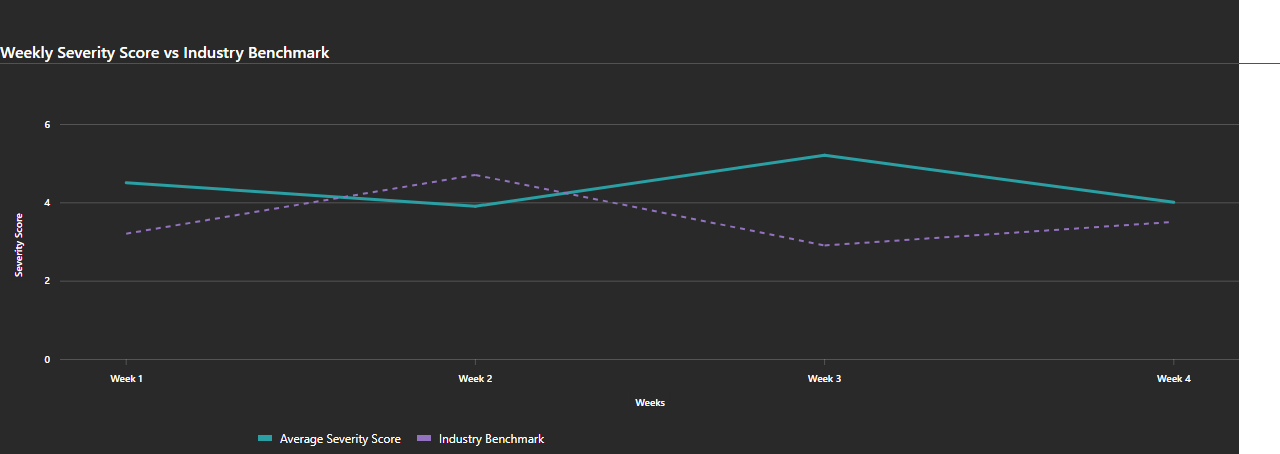 Weekly Severity Score vs Industry Benchmark
6
4
2
0
Severity Score
Week 1 Week 2 Week 3 Week 4
Weeks
Average Severity Score Industry Benchmark